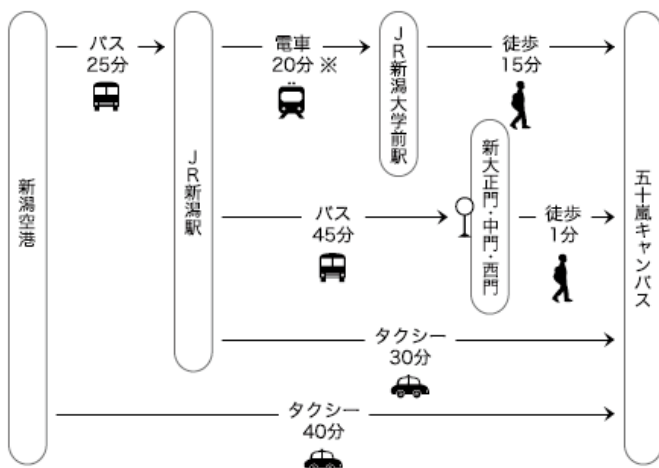 新潟空港
バス
25分
JR新潟駅
電車
20分 ※
JR新潟大学前駅
徒歩
15分
バス
45分
新大正門・中門・西門
徒歩
1分
タクシー
30分
タクシー
40分
五十嵐キャンパス